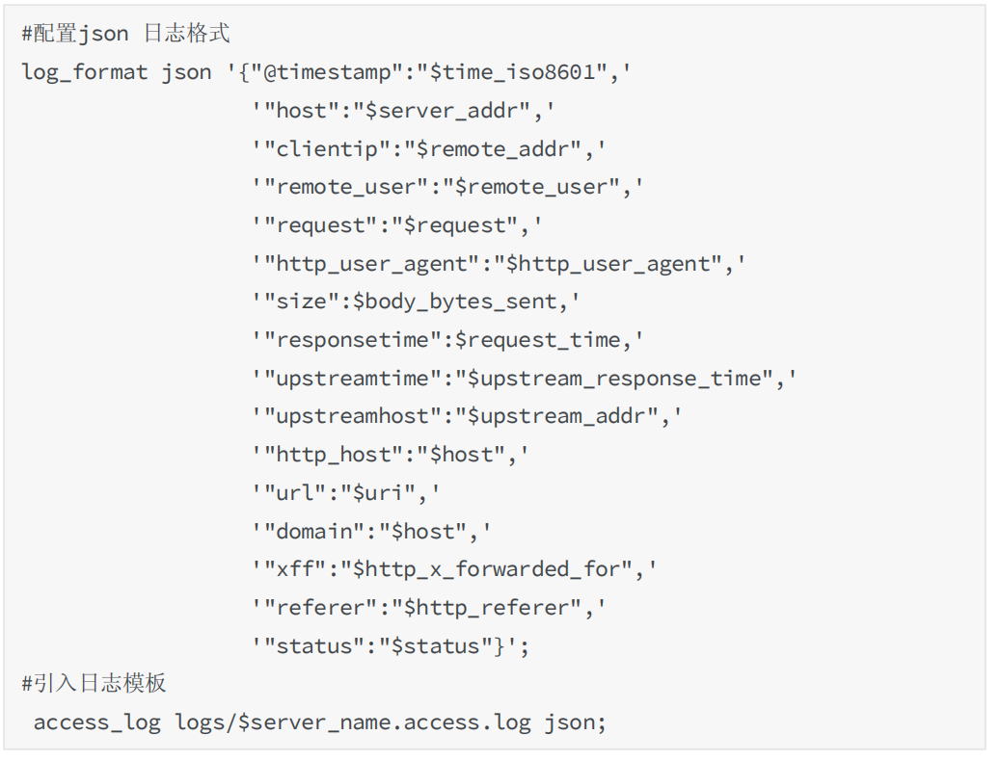 #配置json 日志格式
log_format json '{"@timestamp":"$time_iso8601",'
'"host":"$server_addr",'
'"clientip":"$remote_addr",'
'"remote_user":"$remote_user",'
'"request":"$request",'
'"http_user_agent":"$http_user_agent",'
'"size":$body_bytes_sent,'
'"responsetime":$request_time,'
'"upstreamtime":"$upstream_response_time",'
'"upstreamhost":"$upstream_addr",'
'"http_host":"$host",'
'"url":"$uri",'
'"domain":"$host",'
'"xff":"$http_x_forwarded_for",'
'"referer":"$http_referer",'
'"status":"$status"}';
#引入日志模板
access_log logs/$server_name.access.log json;